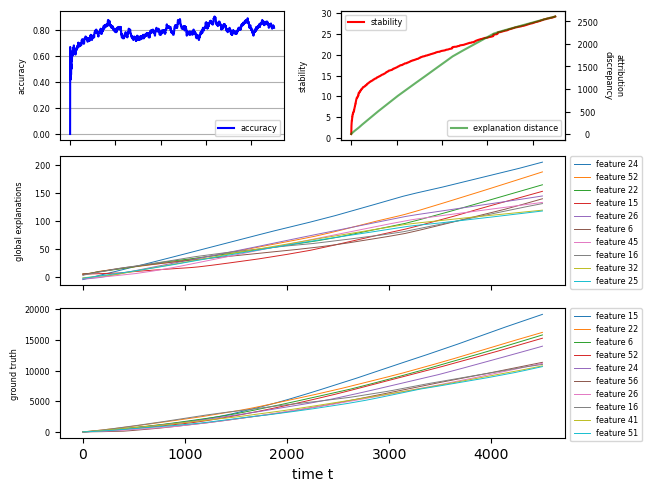 accuracy
0.80
0.60
0.40
0.20
0.00
accuracy
stability
30
25
20
15
10
5
0
stability
explanation distance
2500
2000
1500
1000
500
0
attribution
discrepancy
global explanations
200
150
100
50
0
feature 24
feature 52
feature 22
feature 15
feature 26
feature 6
feature 45
feature 16
feature 32
feature 25
ground truth
20000
15000
10000
5000
0
feature 15
feature 22
feature 6
feature 52
feature 24
feature 56
feature 26
feature 16
feature 41
feature 51
0 1000 2000 3000 4000
time t